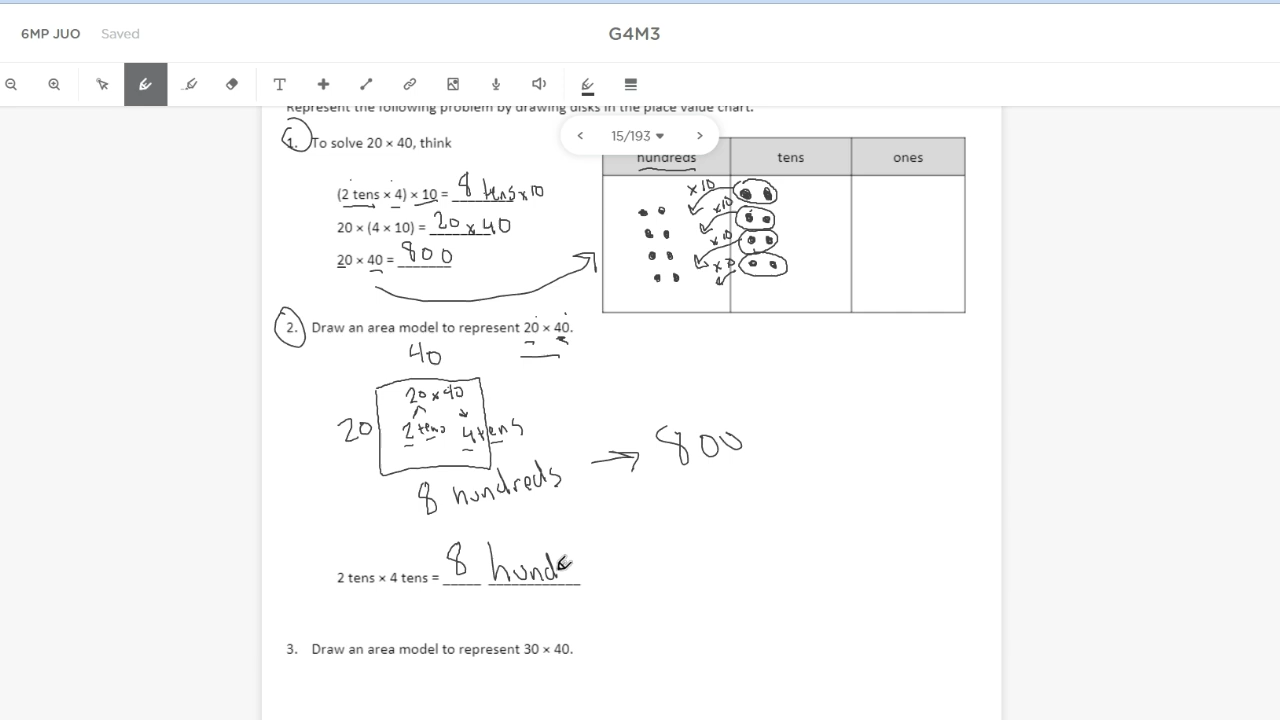 6MP JUO Saved G4M3
Represent the following problem by drawing disks in the place value chart.
15/193
1. To solve 20 × 40, think
hundreds tens ones
(2 tens × 4) × 10 = 8 tens x 10
20 × (4 × 10) = 20 x 40
20 × 40 = 800
x10
x10
x10
2. Draw an area model to represent 20 × 40.
40
20 x 40
20 2 tens 4 tens
8 hundreds → 800
2 tens × 4 tens = 8 hund
3. Draw an area model to represent 30 × 40.